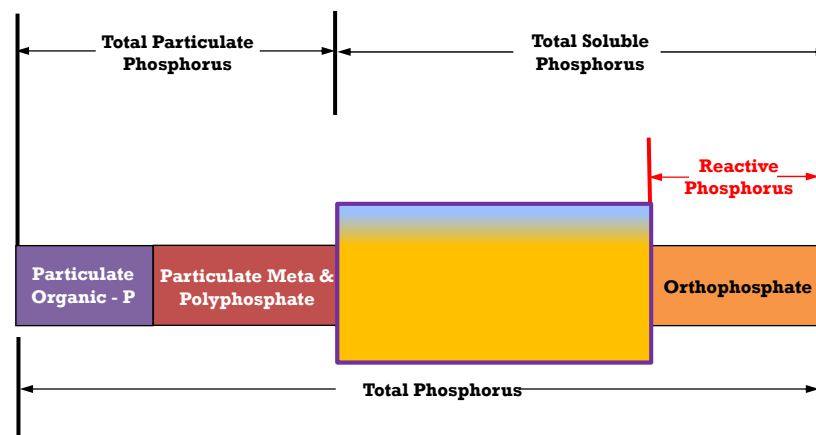 Total Particulate
Phosphorus
Total Soluble
Phosphorus
Reactive
Phosphorus
Particulate
Organic - P
Particulate Meta &
Polyphosphate
Orthophosphate
Total Phosphorus